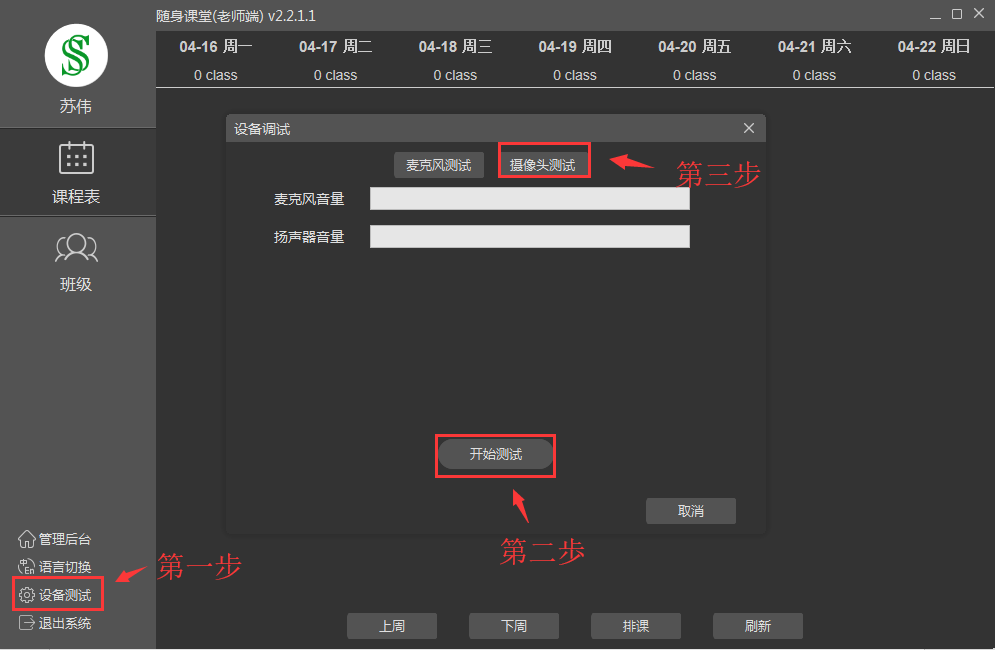 随身课堂(老师端) v2.2.1.1
苏伟
课程表
班级
管理后台
语言切换
设备测试
退出系统
第一步
04-16 周一 04-17 周二 04-18 周三 04-19 周四 04-20 周五 04-21 周六 04-22 周日
0 class 0 class 0 class 0 class 0 class 0 class 0 class
设备调试
麦克风测试 摄像头测试
第三步
麦克风音量
扬声器音量
开始测试
取消
第二步
上周 下周 排课 刷新